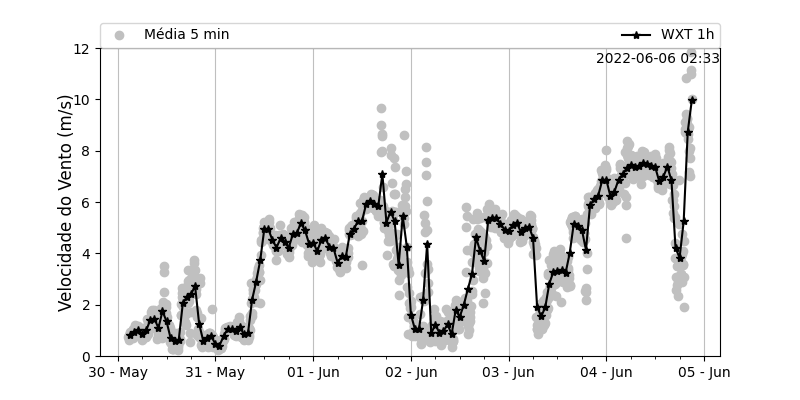 Média 5 min WXT 1h
2022-06-06 02:33
Velocidade do Vento (m/s)
12
10
8
6
4
2
0
30 - May 31 - May 01 - Jun 02 - Jun 03 - Jun 04 - Jun 05 - Jun